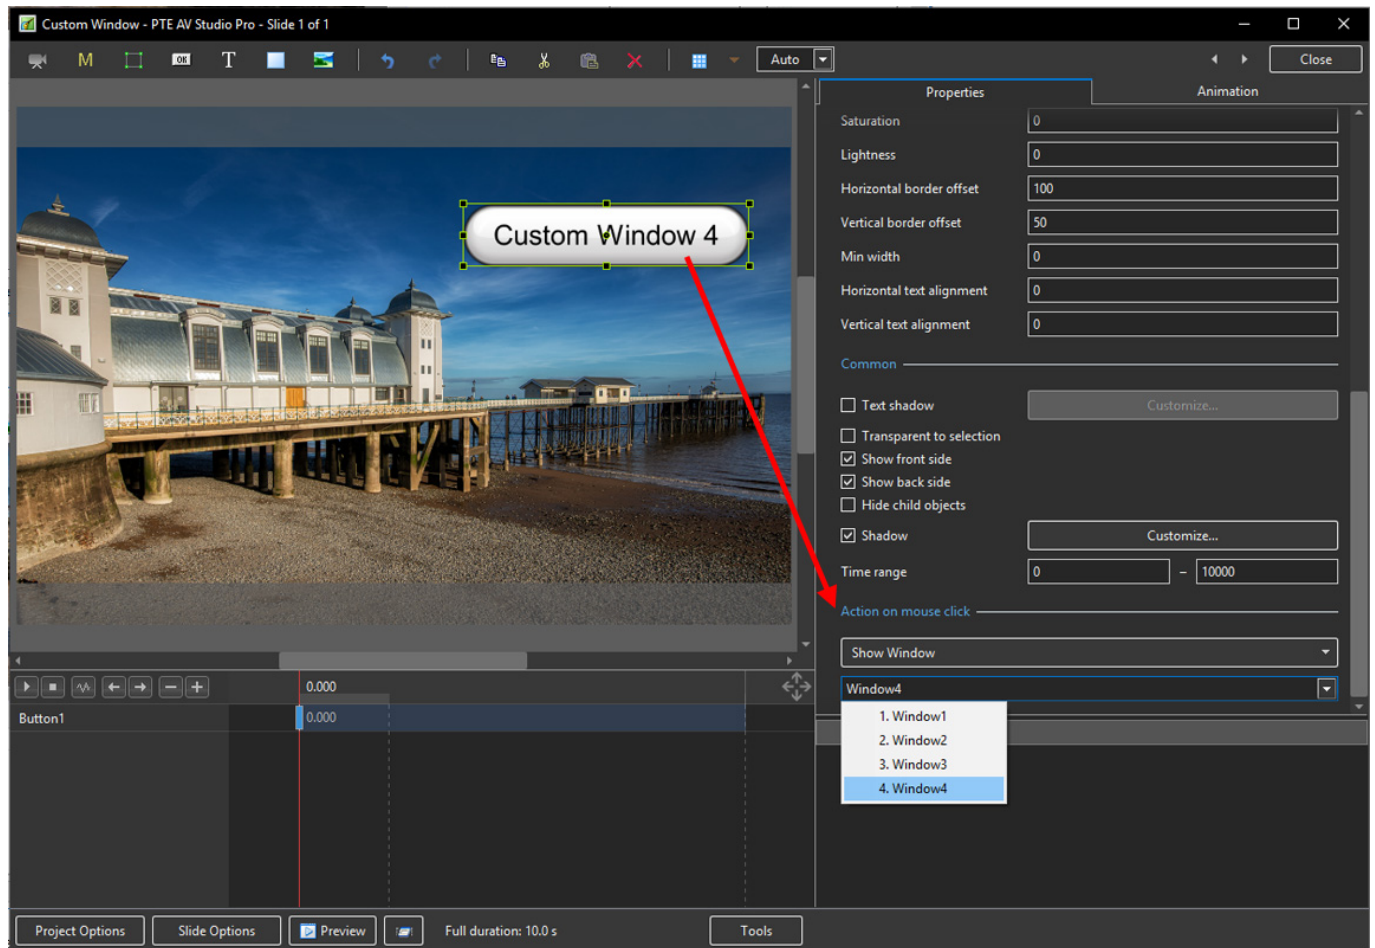 Custom Window - PTE AV Studio Pro - Slide 1 of 1
M OK T Auto Close
Properties Animation
Saturation 0
Lightness 0
Horizontal border offset 100
Vertical border offset 50
Min width 0
Horizontal text alignment 0
Vertical text alignment 0
Custom Window 4
Common
Text shadow Customize...
Transparent to selection
Show front side
Show back side
Hide child objects
Shadow Customize...
Time range 0 – 10000
Action on mouse click
Show Window
Window4
1. Window1
2. Window2
3. Window3
4. Window4
0.000
Button1 0.000
Project Options Slide Options Preview Full duration: 10.0 s Tools